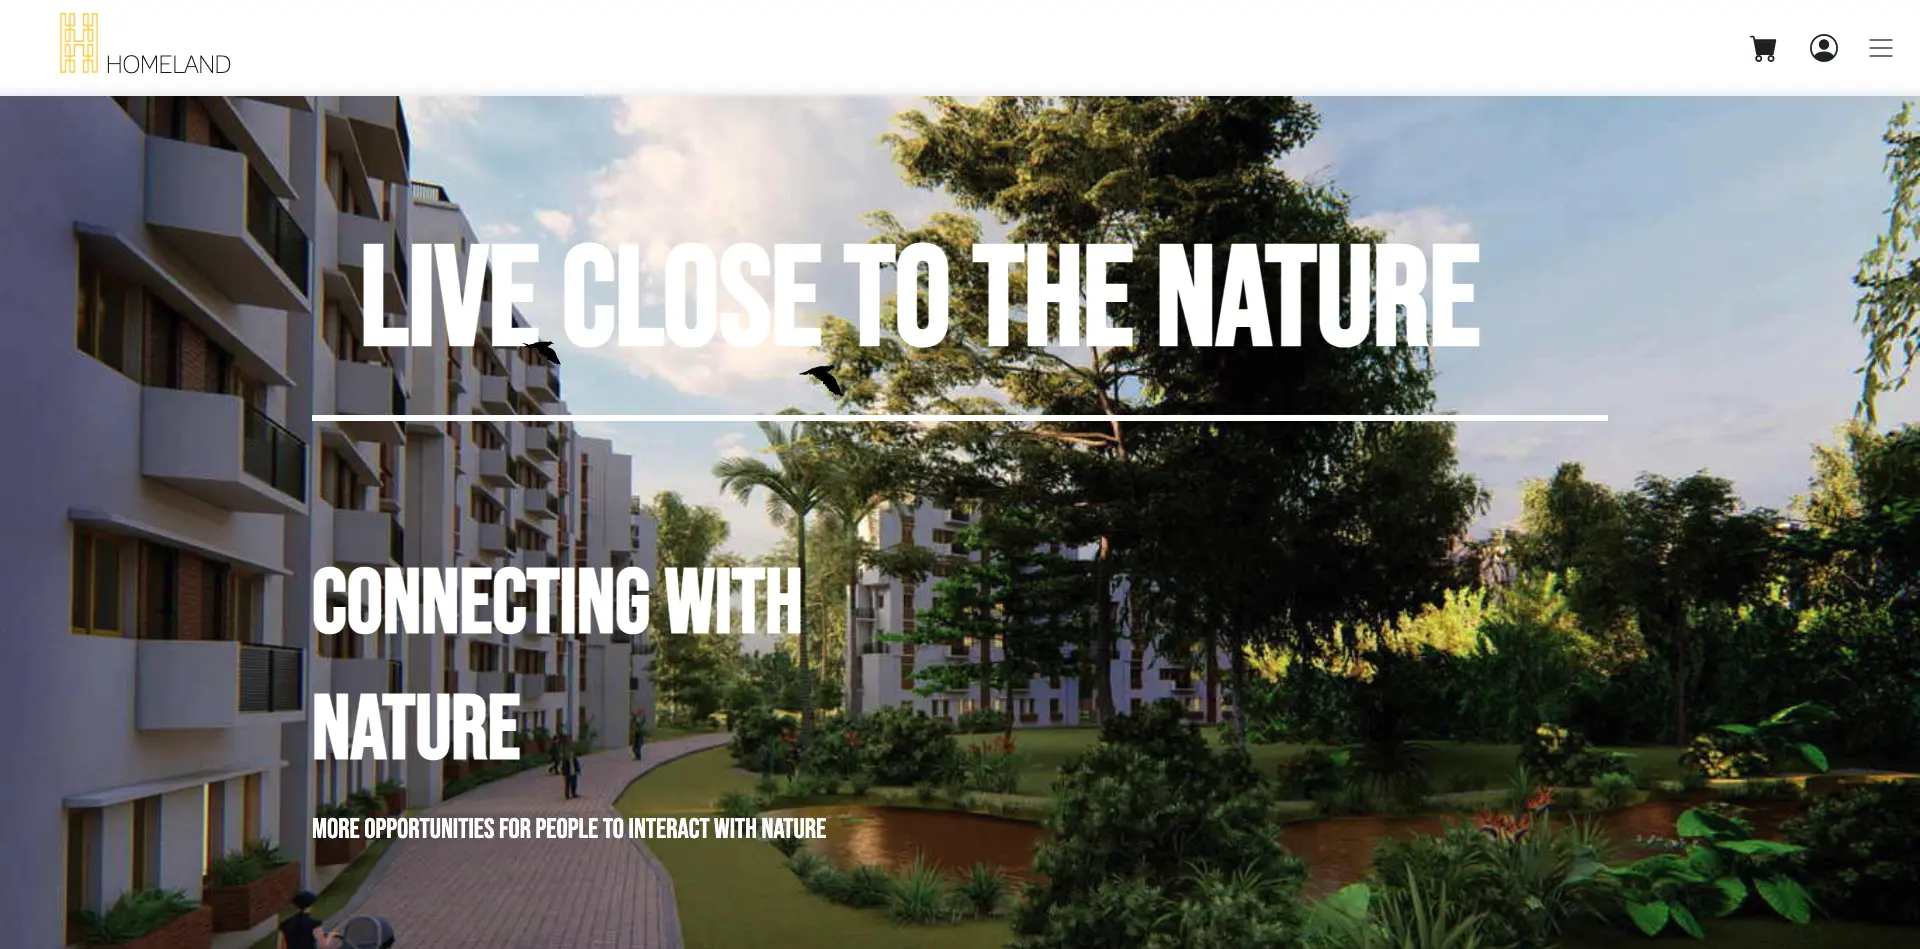 HOMELAND
LIVE CLOSE TO THE NATURE
CONNECTING WITH
NATURE
MORE OPPORTUNITIES FOR PEOPLE TO INTERACT WITH NATURE